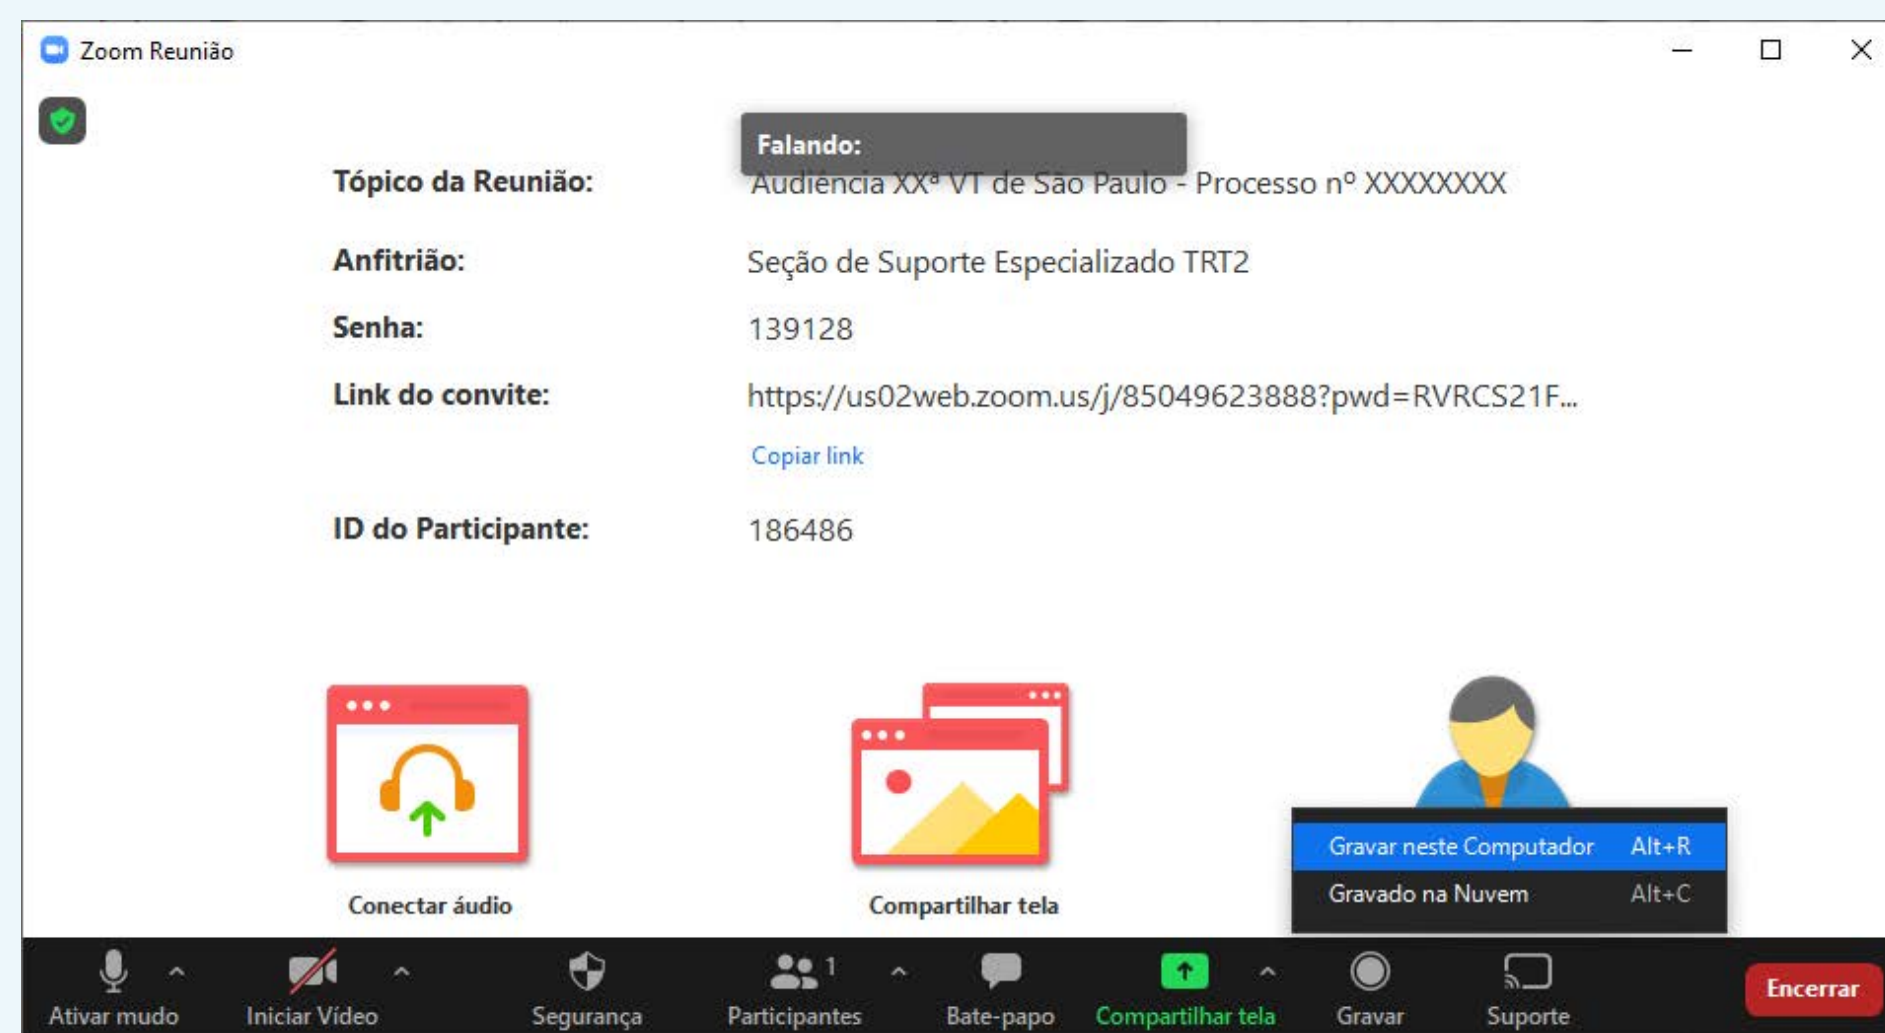 Zoom Reunião
Falando:
Tópico da Reunião: Audiência XXª VT de São Paulo - Processo nº XXXXXXXX
Anfitrião: Seção de Suporte Especializado TRT2
Senha: 139128
Link do convite: https://us02web.zoom.us/j/85049623888?pwd=RVRCS21F...
Copiar link
ID do Participante: 186486
Gravar neste Computador Alt+R
Gravado na Nuvem Alt+C
Conectar áudio
Compartilhar tela
Ativar mudo Iniciar Vídeo Segurança Participantes 1 Bate-papo Compartilhar tela Gravar Suporte Encerrar